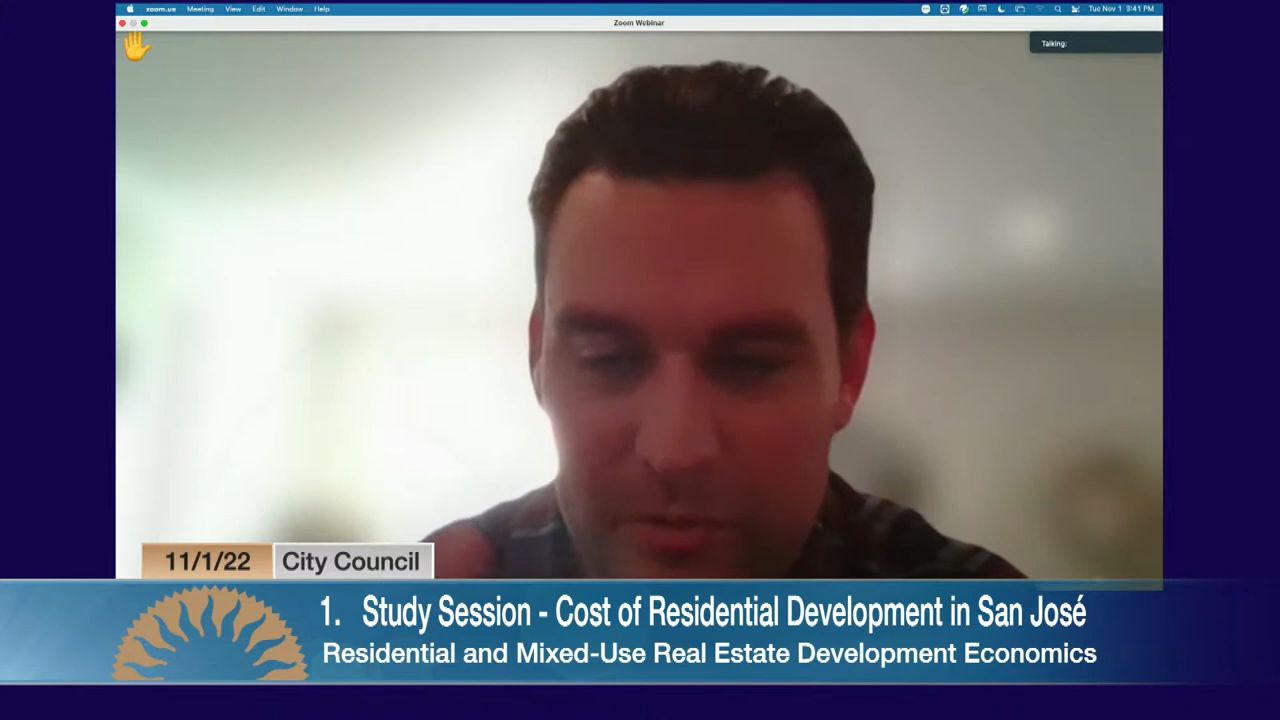 zoom.us Meeting View Edit Window Help Tue Nov 1 3:41 PM
Zoom Webinar
Talking:
11/1/22 City Council
1. Study Session - Cost of Residential Development in San José
Residential and Mixed-Use Real Estate Development Economics